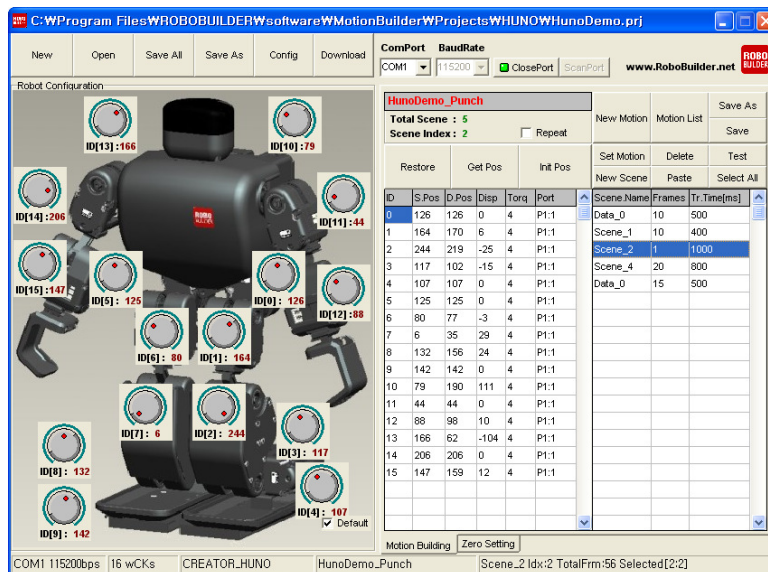 C:₩Program Files₩ROBOBUILDER₩software₩MotionBuilder₩Projects₩HUNO₩HunoDemo.prj
New Open Save All Save As Config Download
ComPort BaudRate
COM1 115200 ClosePort ScanPort www.RoboBuilder.net ROBO BUILDER
Robot Configuration
ID[13]: 166
ID[10]: 79
ID[14]: 206
ID[11]: 44
ROBO BUILDER
ID[15]: 147
ID[5]: 125
ID[0]: 126
ID[12]: 88
ID[6]: 80
ID[1]: 164
ID[7]: 6
ID[2]: 244
ID[3]: 117
ID[8]: 132
ID[4]: 107
ID[9]: 142
Default
HunoDemo_Punch
Total Scene : 5
Scene Index : 2 Repeat
New Motion Motion List Save As
Save
Restore Get Pos Init Pos
Set Motion Delete Test
New Scene Paste Select All
ID S.Pos D.Pos Disp Torq Port
0 126 126 0 4 P1:1
1 164 170 6 4 P1:1
2 244 219 -25 4 P1:1
3 117 102 -15 4 P1:1
4 107 107 0 4 P1:1
5 125 125 0 4 P1:1
6 80 77 -3 4 P1:1
7 6 35 29 4 P1:1
8 132 156 24 4 P1:1
9 142 142 0 4 P1:1
10 79 190 111 4 P1:1
11 44 44 0 4 P1:1
12 88 98 10 4 P1:1
13 166 62 -104 4 P1:1
14 206 206 0 4 P1:1
15 147 159 12 4 P1:1
Scene.Name Frames Tr.Time[ms]
Data_0 10 500
Scene_1 10 400
Scene_2 1 1000
Scene_4 20 800
Data_0 15 500
Motion Building Zero Setting
COM1 115200bps 16 wCKs CREATOR_HUNO HunoDemo_Punch Scene_2 Idx:2 TotalFrm:56 Selected[2:2]